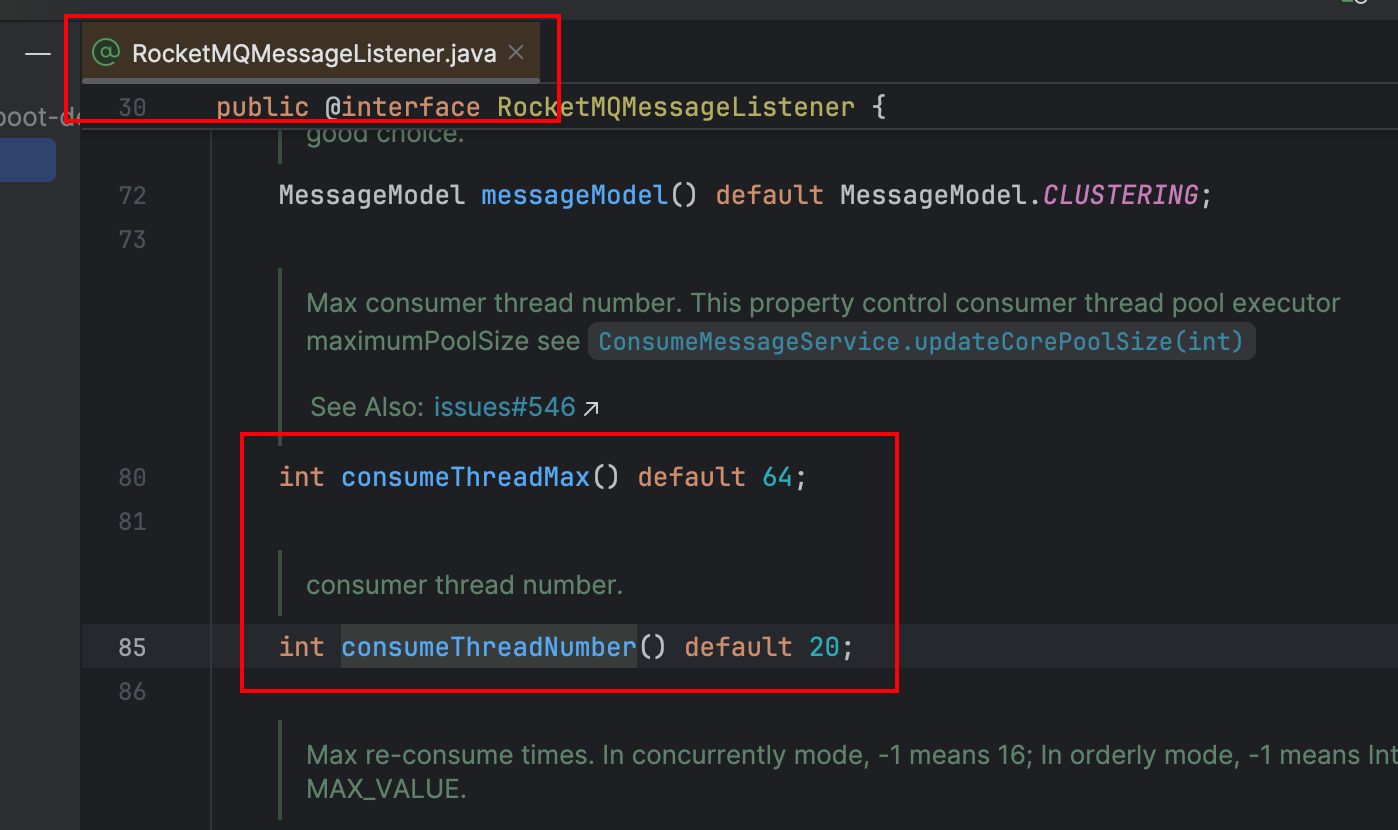 RocketMQMessageListener.java
30 public @interface RocketMQMessageListener {
boot-de
good choice.
72 MessageModel messageModel() default MessageModel.CLUSTERING;
73
Max consumer thread number. This property control consumer thread pool executor
maximumPoolSize see ConsumeMessageService.updateCorePoolSize(int)
See Also: issues#546
80 int consumeThreadMax() default 64;
81
consumer thread number.
85 int consumeThreadNumber() default 20;
86
Max re-consume times. In concurrently mode, -1 means 16; In orderly mode, -1 means Int
MAX_VALUE.